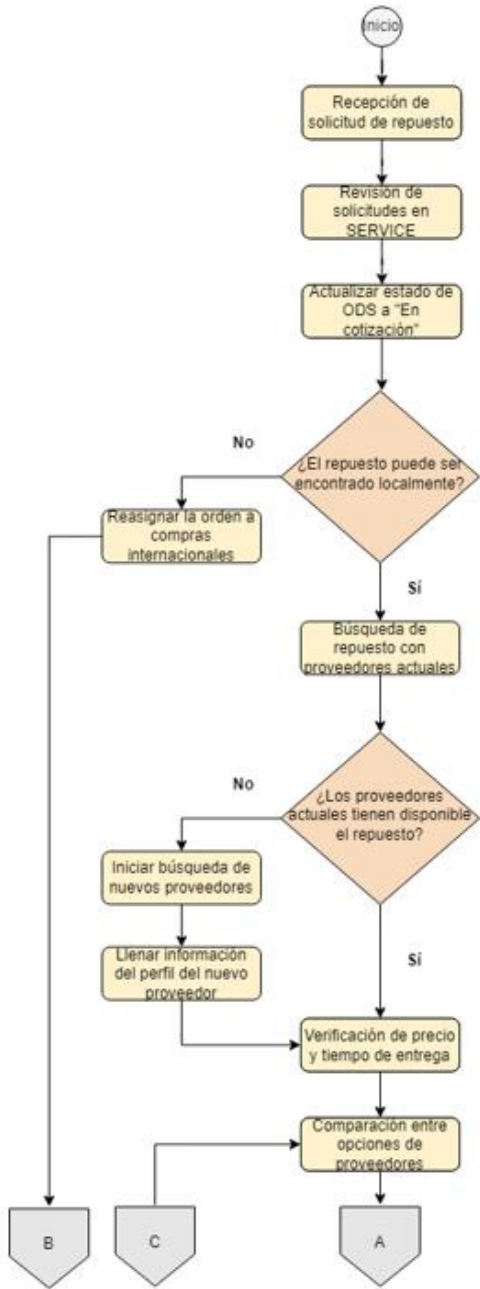 Inicio
Recepción de
solicitud de repuesto
Revisión de
solicitudes en
SERVICE
Actualizar estado de
ODS a "En
cotización"
No
¿El repuesto puede ser
encontrado localmente?
Reasignar la orden a
compras
internacionales
Sí
Búsqueda de
repuesto con
proveedores actuales
No
¿Los proveedores
actuales tienen disponible
el repuesto?
Iniciar búsqueda de
nuevos proveedores
Llenar información
del perfil del nuevo
proveedor
Sí
Verificación de precio
y tiempo de entrega
Comparación entre
opciones de
proveedores
B
C
A